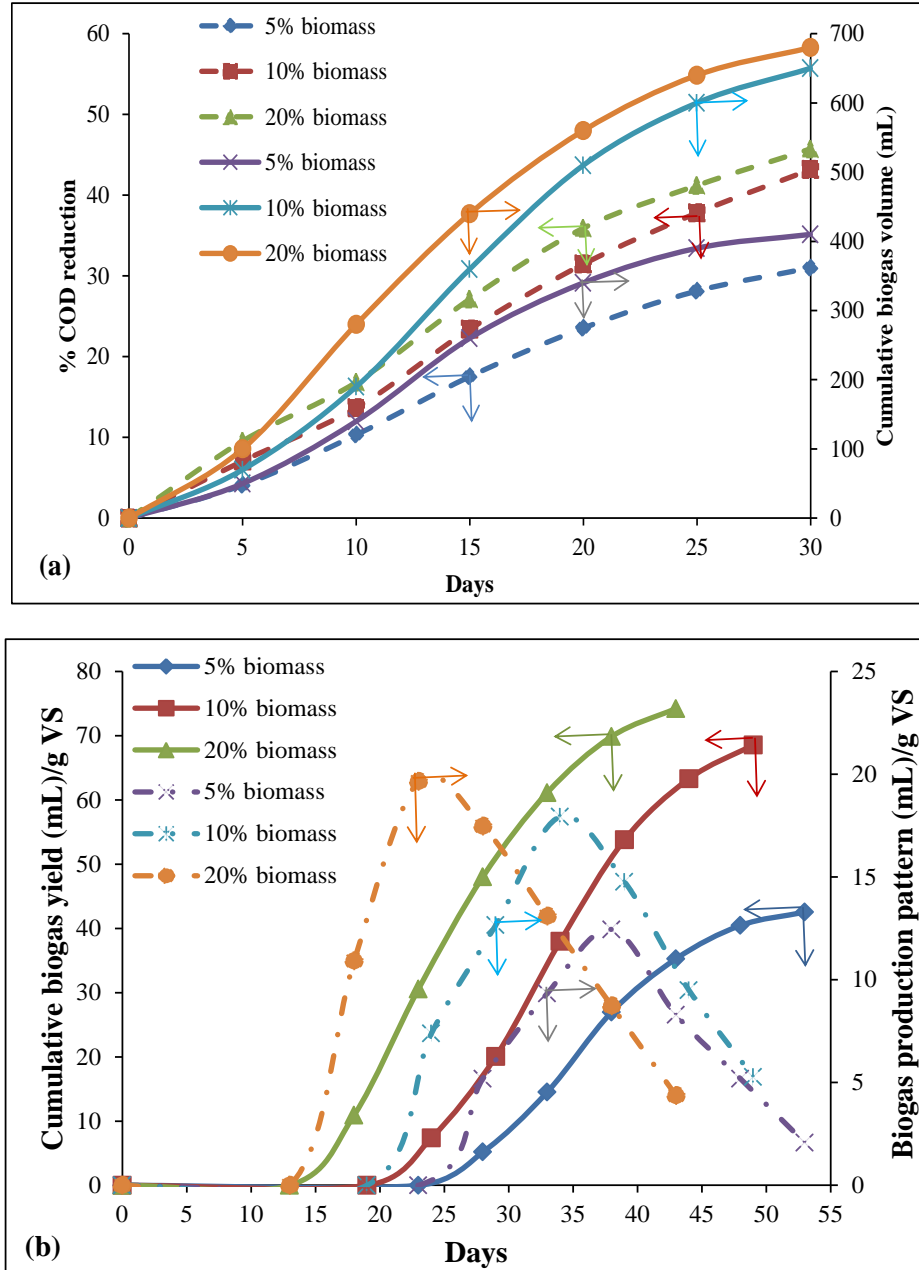 60
50
40
30
20
10
0
% COD reduction
5% biomass
10% biomass
20% biomass
5% biomass
10% biomass
20% biomass
700
600
500
400
300
200
100
0
Cumulative biogas volume (mL)
0 5 10 15 20 25 30
Days
(a)
80
70
60
50
40
30
20
10
0
Cumulative biogas yield (mL)/g VS
5% biomass
10% biomass
20% biomass
5% biomass
10% biomass
20% biomass
25
20
15
10
5
0
Biogas production pattern (mL)/g VS
0 5 10 15 20 25 30 35 40 45 50 55
Days
(b)